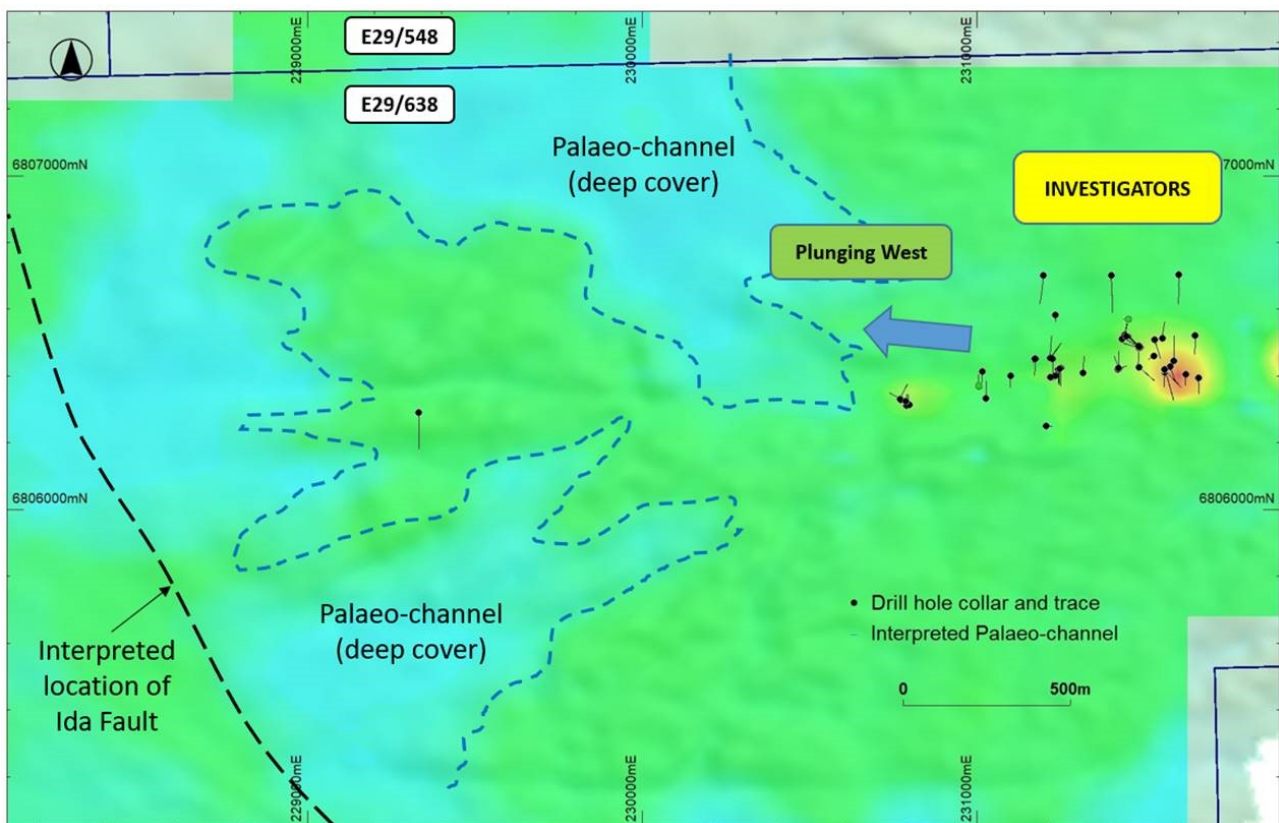 E29/548
E29/638
229000mE
230000mE
231000mE
6807000mN
7000mN
Palaeo-channel
(deep cover)
INVESTIGATORS
Plunging West
6806000mN
6806000mN
Palaeo-channel
(deep cover)
Interpreted
location of
Ida Fault
Drill hole collar and trace
Interpreted Palaeo-channel
0 500m
229000mE
230000mE
231000mE